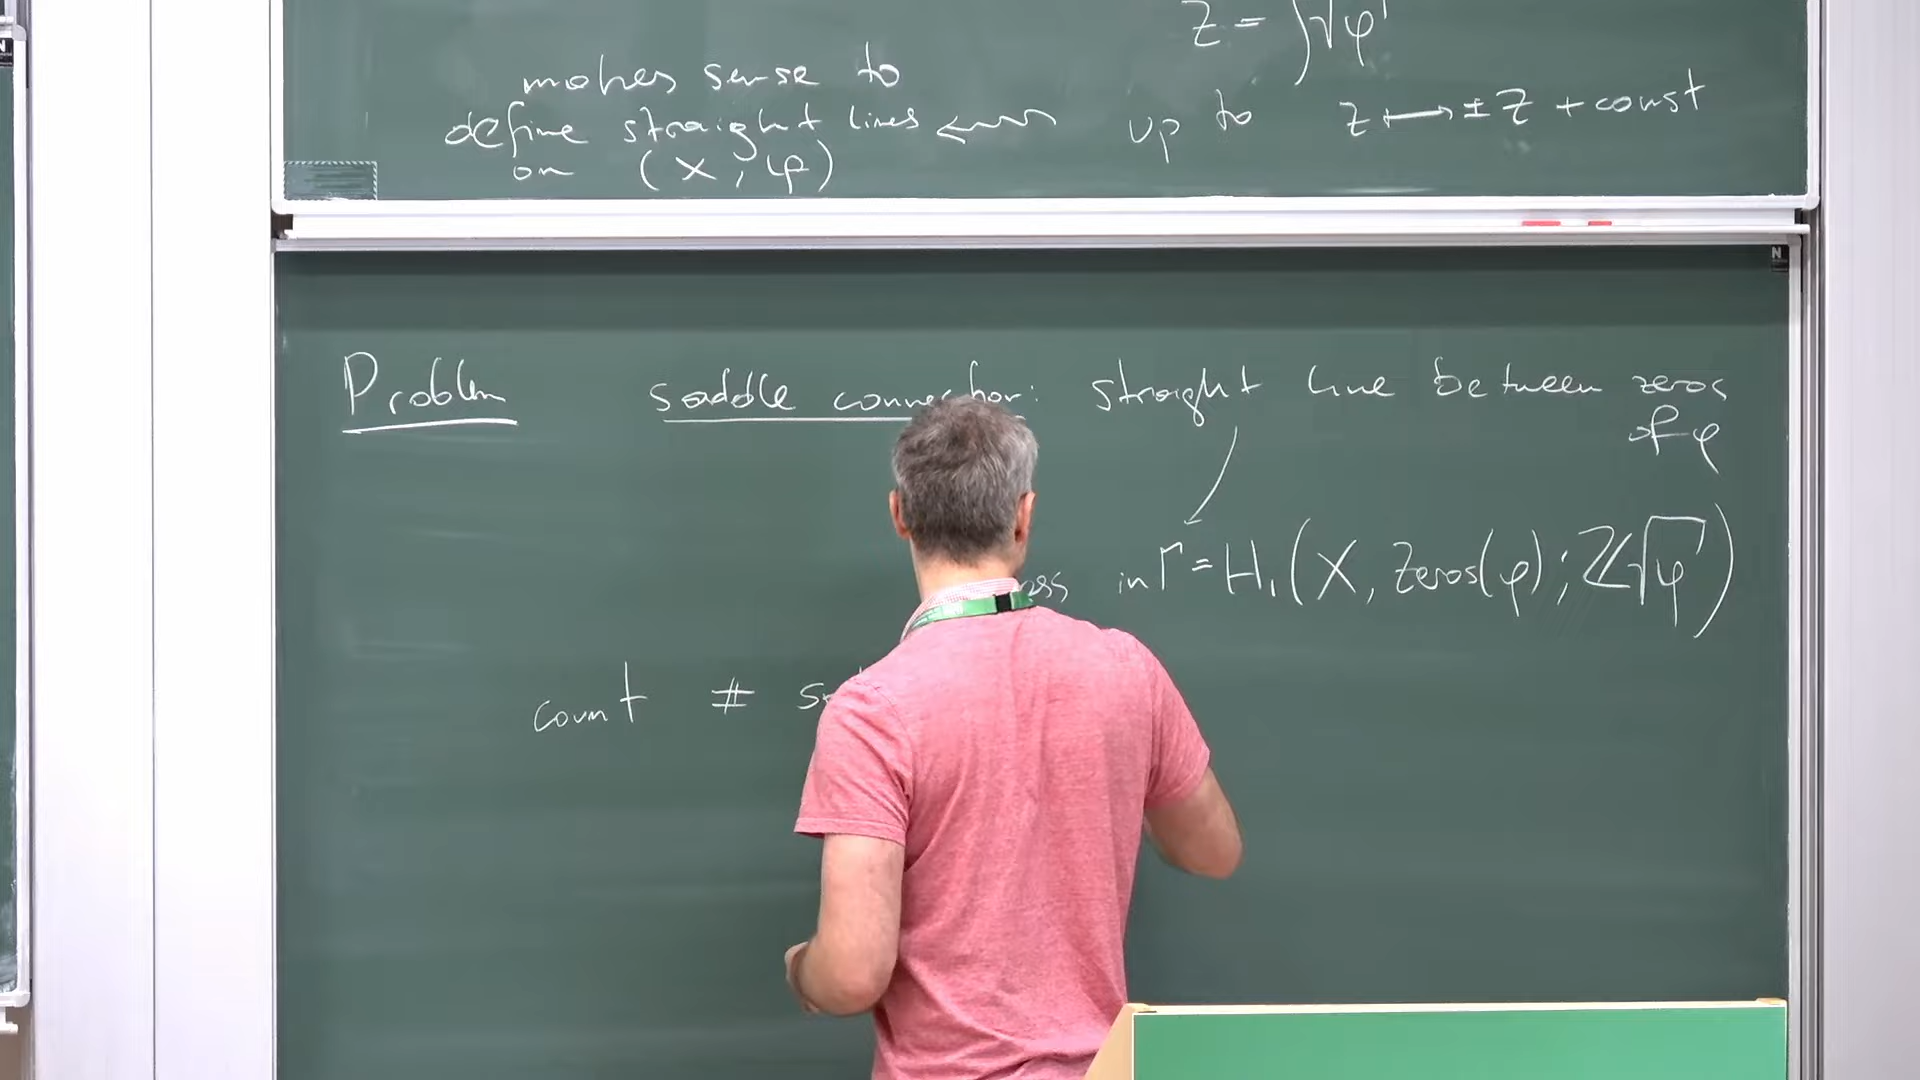 z = ∫√φ
makes sense to
define straight lines
on (X, φ)
up to z ⟼ ± z + const
Problem saddle connection: straight line between zeros
of φ
in Γ = H₁(X, Zeros(φ); ℤ√φ)
count #
N
N